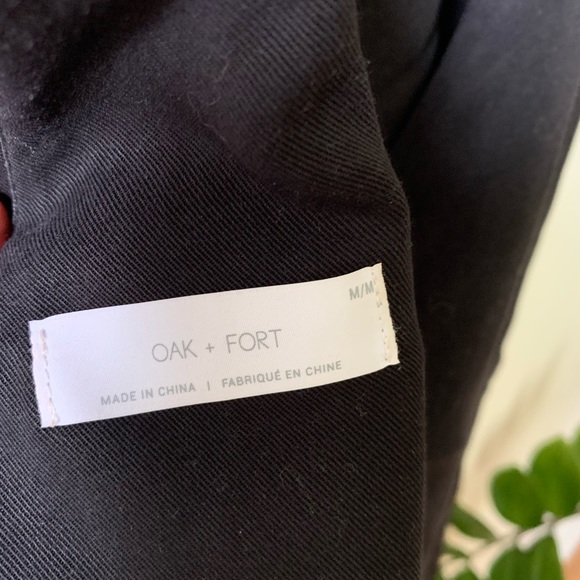 M/M
OAK + FORT
MADE IN CHINA | FABRIQUÉ EN CHINE